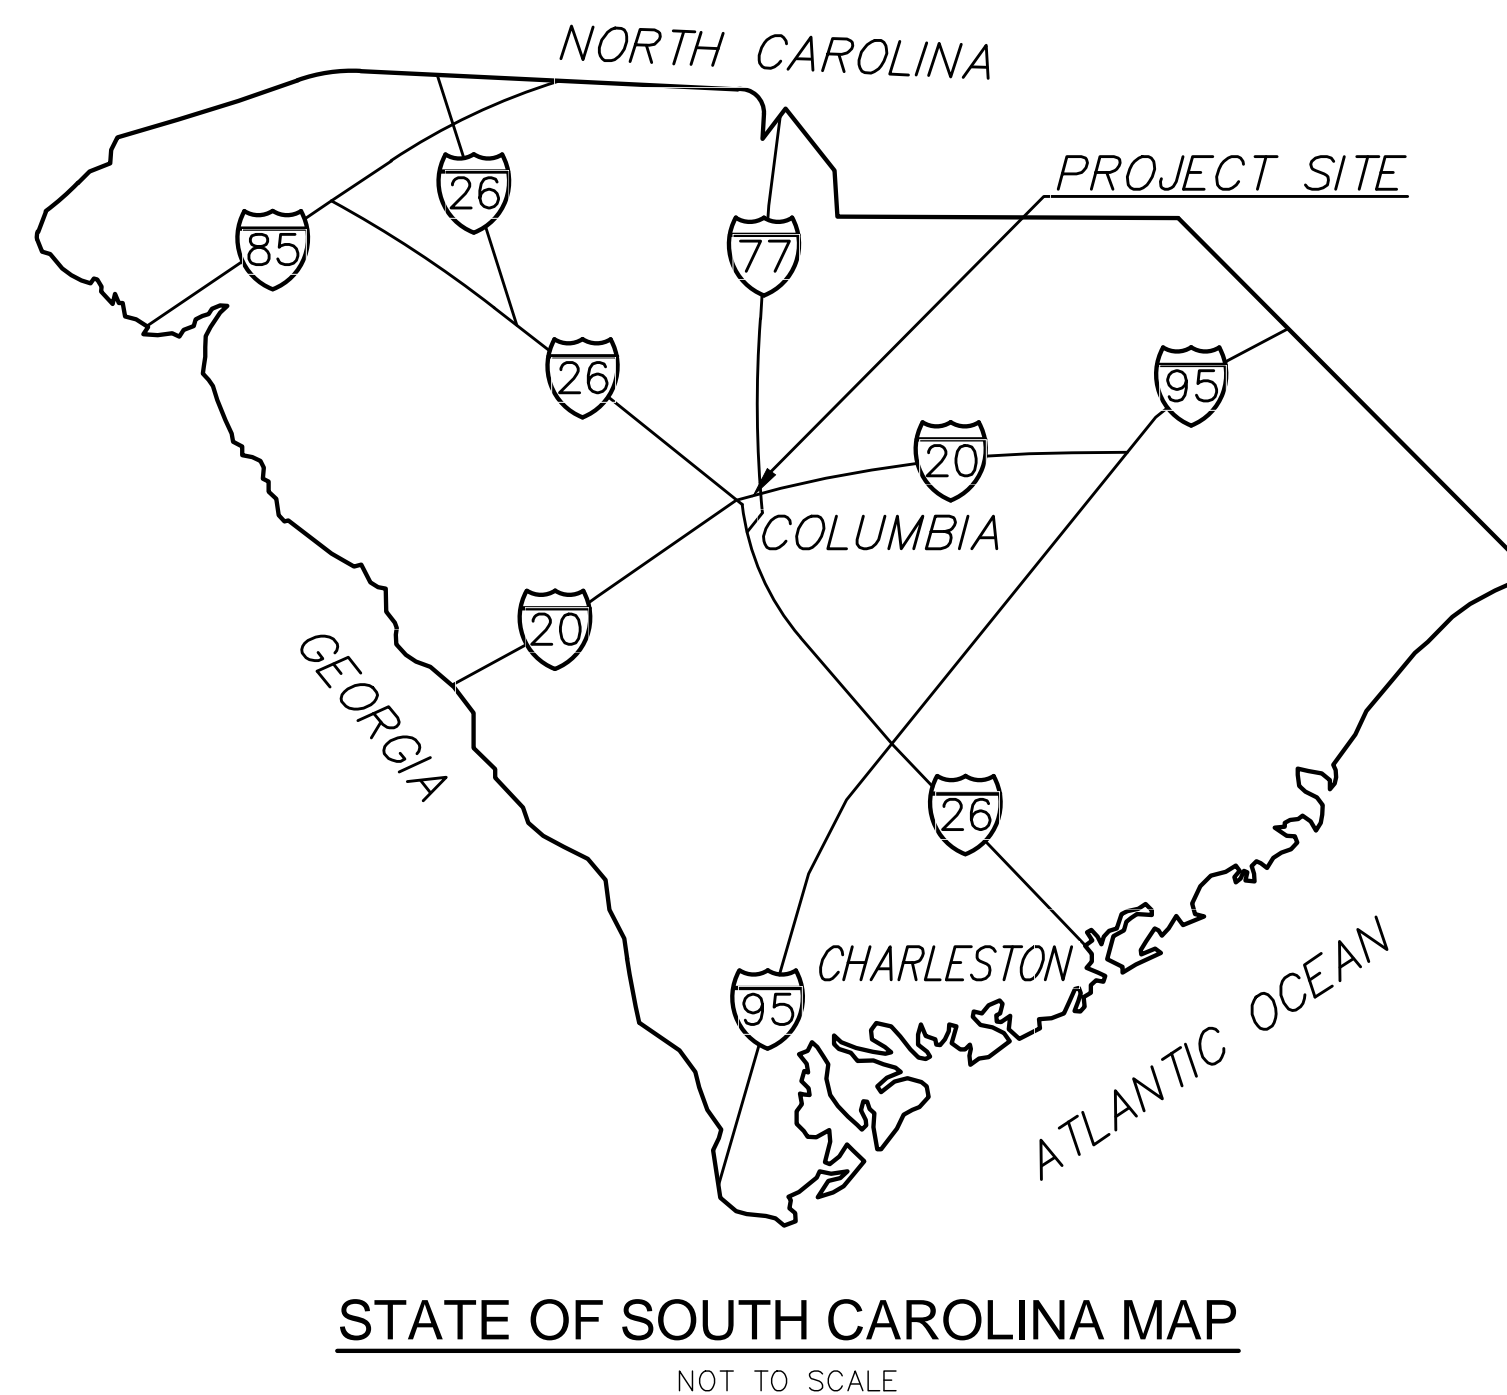 NORTH CAROLINA
PROJECT SITE
26
85
77
26
95
20
COLUMBIA
20
GEORGIA
26
CHARLESTON
95
ATLANTIC OCEAN
STATE OF SOUTH CAROLINA MAP
NOT TO SCALE